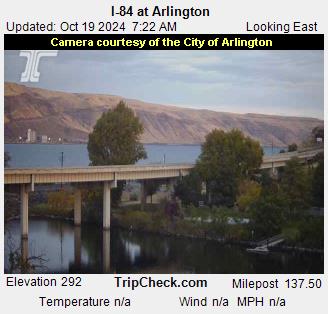 I-84 at Arlington
Updated: Oct 19 2024 7:22 AM Looking East
Camera courtesy of the City of Arlington
Elevation 292 TripCheck.com Milepost 137.50
Temperature n/a Wind n/a MPH n/a